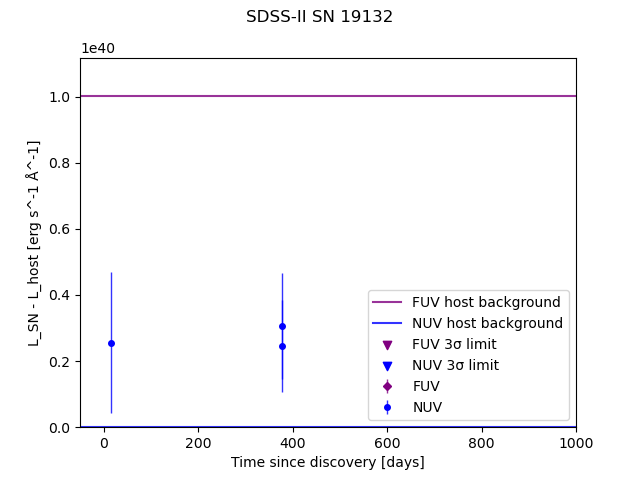 SDSS-II SN 19132
1e40
L_SN - L_host [erg s^-1 Å^-1]
1.0
0.8
0.6
0.4
0.2
0.0
FUV host background
NUV host background
FUV 3σ limit
NUV 3σ limit
FUV
NUV
0 200 400 600 800 1000
Time since discovery [days]